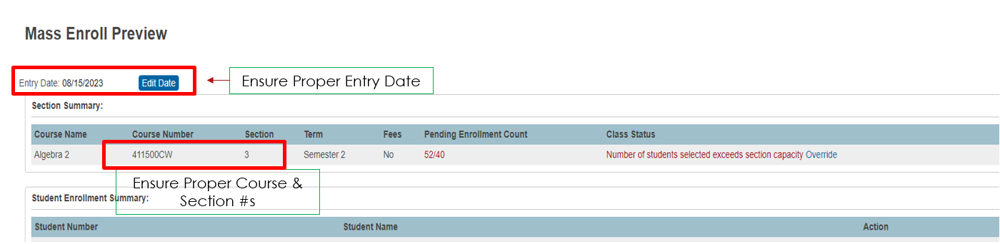 Mass Enroll Preview
Entry Date: 08/15/2023 Edit Date
Ensure Proper Entry Date
Section Summary:
Course Name Course Number Section Term Fees Pending Enrollment Count Class Status
Algebra 2 411500CW 3 Semester 2 No 52/40 Number of students selected exceeds section capacity Override
Ensure Proper Course &
Section #s
Student Enrollment Summary:
Student Number Student Name Action